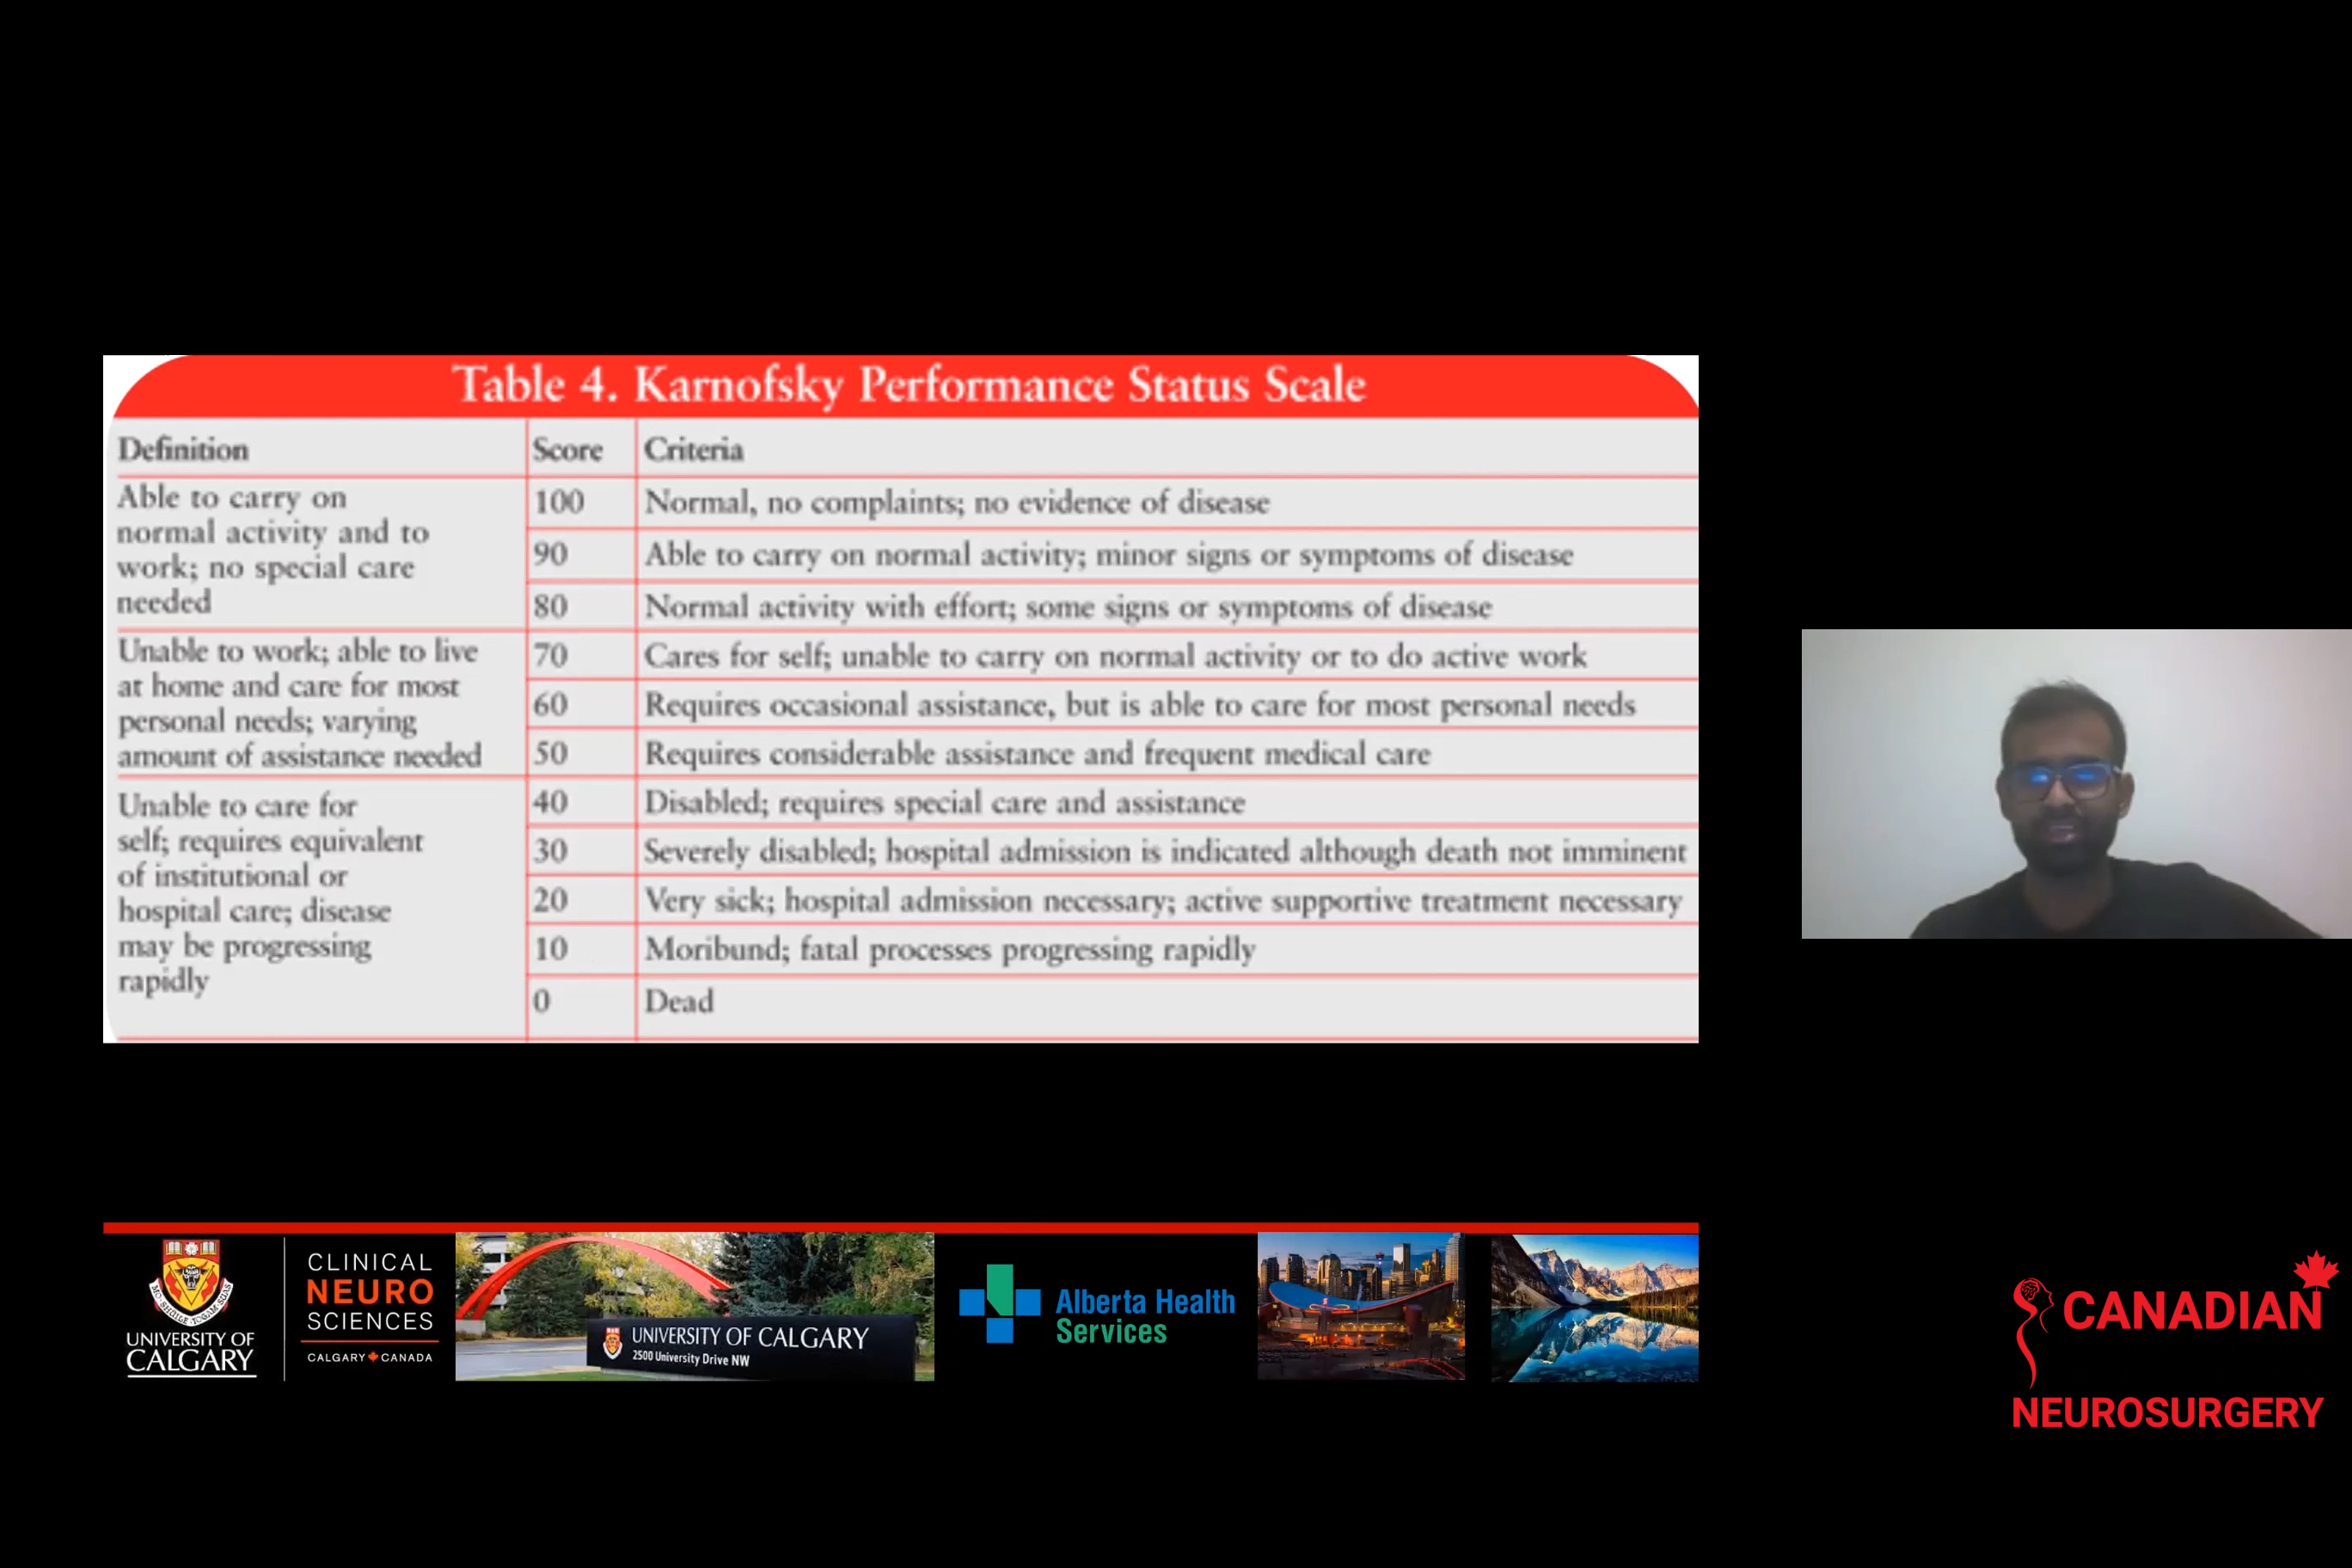 Table 4. Karnofsky Performance Status Scale
Definition
Score
Criteria
Able to carry on
normal activity and to
work; no special care
needed
100
Normal, no complaints; no evidence of disease
90
Able to carry on normal activity; minor signs or symptoms of disease
80
Normal activity with effort; some signs or symptoms of disease
Unable to work; able to live
at home and care for most
personal needs; varying
amount of assistance needed
70
Cares for self; unable to carry on normal activity or to do active work
60
Requires occasional assistance, but is able to care for most personal needs
50
Requires considerable assistance and frequent medical care
Unable to care for
self; requires equivalent
of institutional or
hospital care; disease
may be progressing
rapidly
40
Disabled; requires special care and assistance
30
Severely disabled; hospital admission is indicated although death not imminent
20
Very sick; hospital admission necessary; active supportive treatment necessary
10
Moribund; fatal processes progressing rapidly
0
Dead
UNIVERSITY OF
CALGARY
CLINICAL
NEURO
SCIENCES
CALGARY CANADA
UNIVERSITY OF CALGARY
2500 University Drive NW
Alberta Health
Services
CANADIAN
NEUROSURGERY